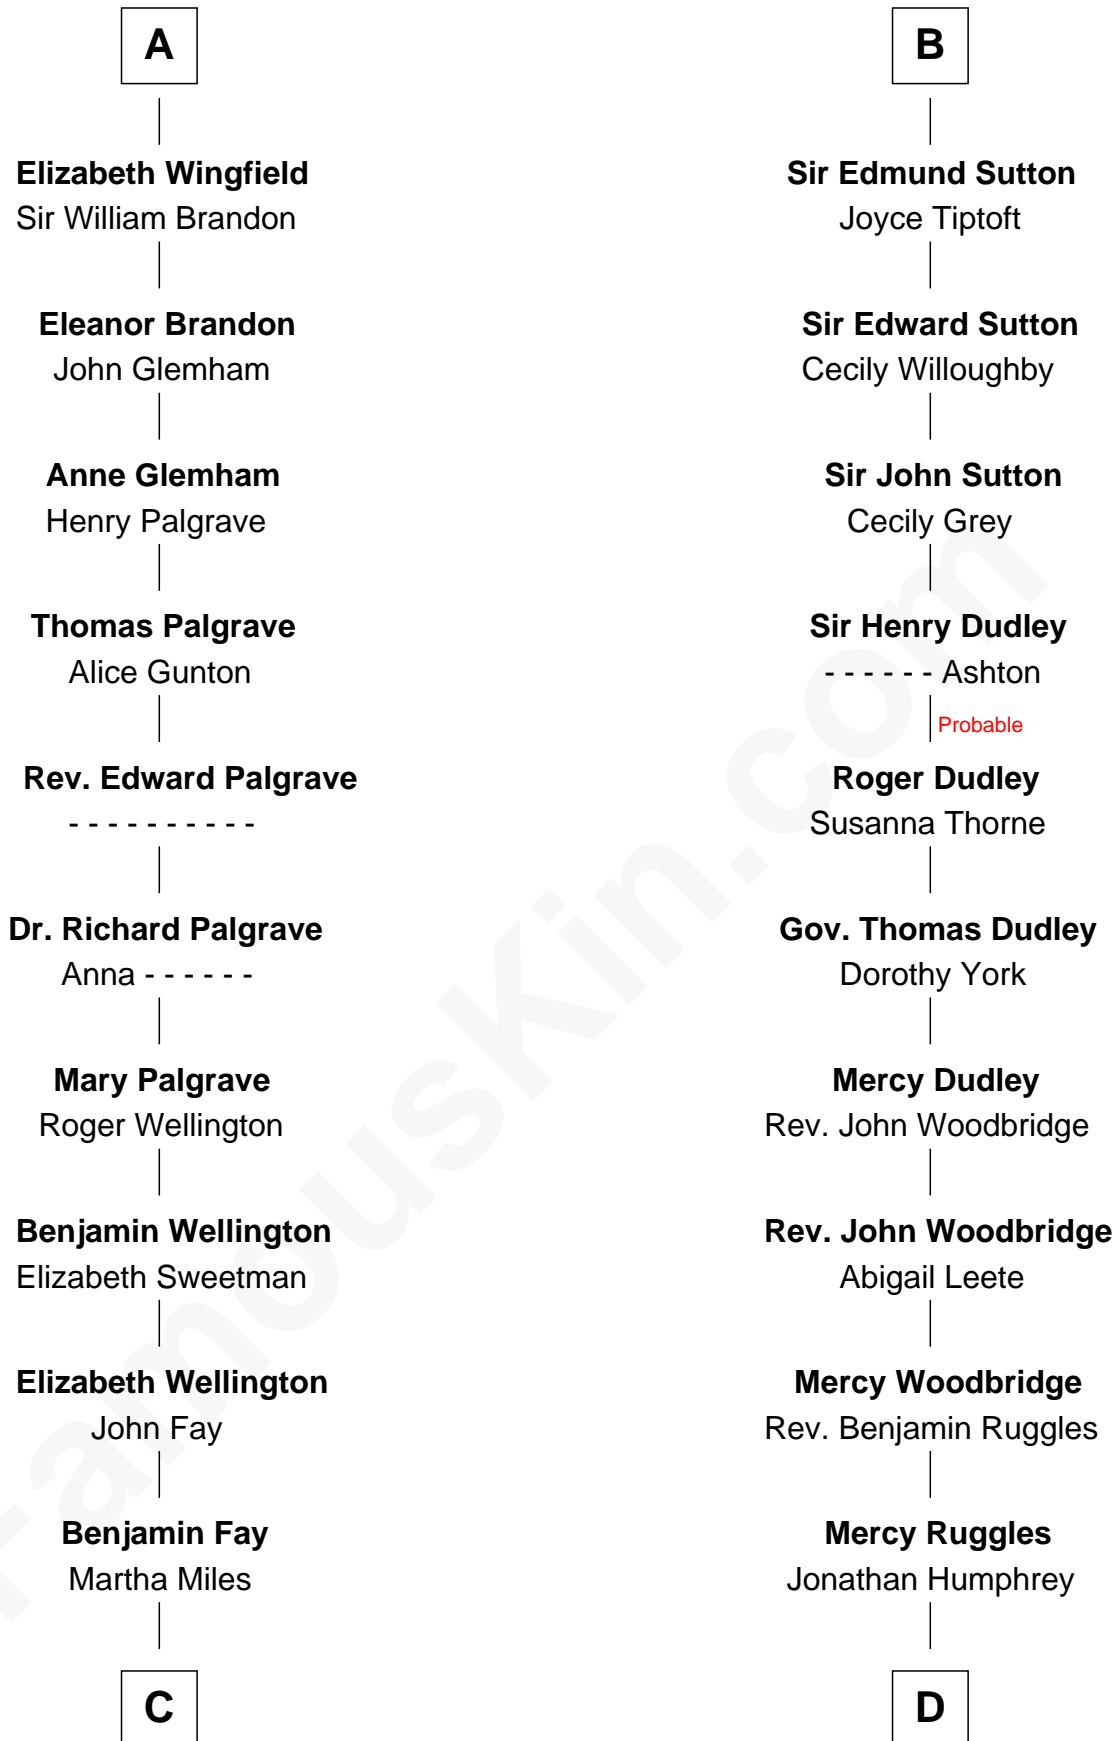 A
Elizabeth Wingfield
Sir William Brandon
Eleanor Brandon
John Glemham
Anne Glemham
Henry Palgrave
Thomas Palgrave
Alice Gunton
Rev. Edward Palgrave
- - - - - - - - - -
Dr. Richard Palgrave
Anna - - - - - -
Mary Palgrave
Roger Wellington
Benjamin Wellington
Elizabeth Sweetman
Elizabeth Wellington
John Fay
Benjamin Fay
Martha Miles
C
B
Sir Edmund Sutton
Joyce Tiptoft
Sir Edward Sutton
Cecily Willoughby
Sir John Sutton
Cecily Grey
Sir Henry Dudley
- - - - - - Ashton
Probable
Roger Dudley
Susanna Thorne
Gov. Thomas Dudley
Dorothy York
Mercy Dudley
Rev. John Woodbridge
Rev. John Woodbridge
Abigail Leete
Mercy Woodbridge
Rev. Benjamin Ruggles
Mercy Ruggles
Jonathan Humphrey
D
FamousKin.com